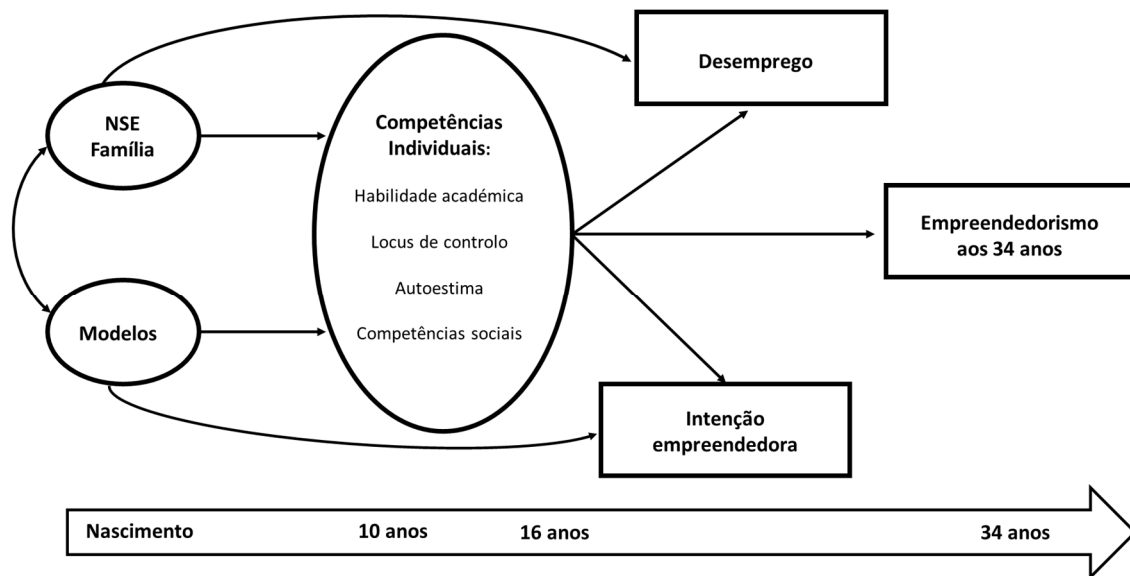 Desemprego
NSE
Família
Competências
Individuais:
Habilidade académica
Locus de controlo
Autoestima
Competências sociais
Empreendedorismo
aos 34 anos
Modelos
Intenção
empreendedora
Nascimento
10 anos
16 anos
34 anos